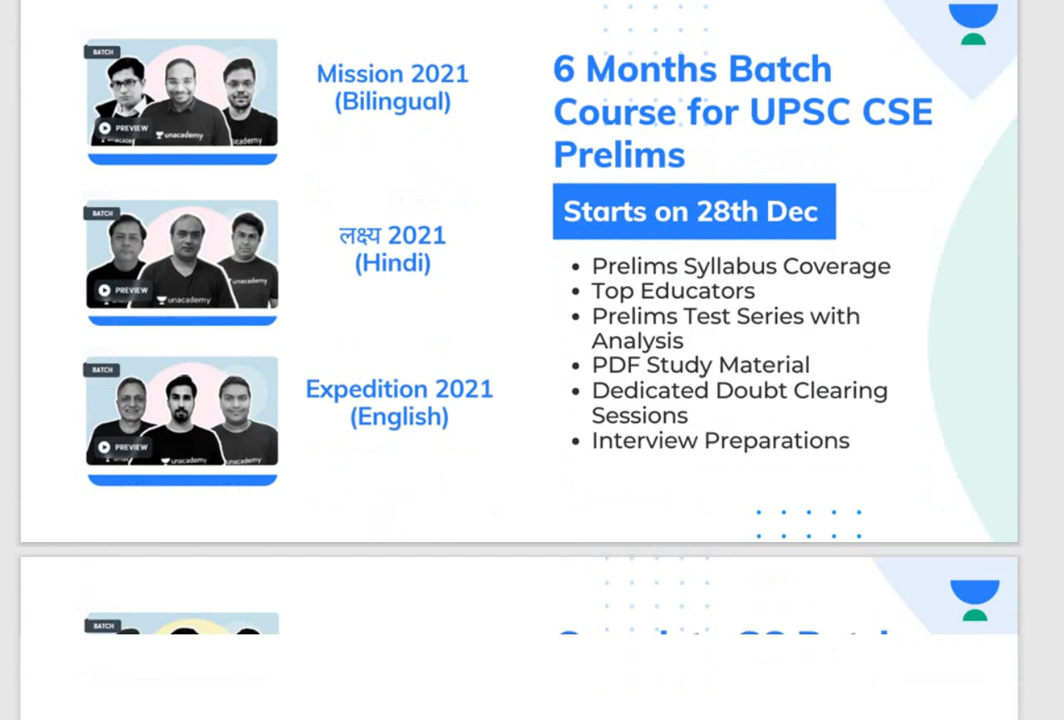 BATCH
PREVIEW
unacademy
unacademy
Mission 2021
(Bilingual)
BATCH
PREVIEW
unacademy
unacademy
लक्ष्य 2021
(Hindi)
BATCH
PREVIEW
unacademy
unacademy
Expedition 2021
(English)
6 Months Batch
Course for UPSC CSE
Prelims
Starts on 28th Dec
• Prelims Syllabus Coverage
• Top Educators
• Prelims Test Series with
Analysis
• PDF Study Material
• Dedicated Doubt Clearing
Sessions
• Interview Preparations
BATCH